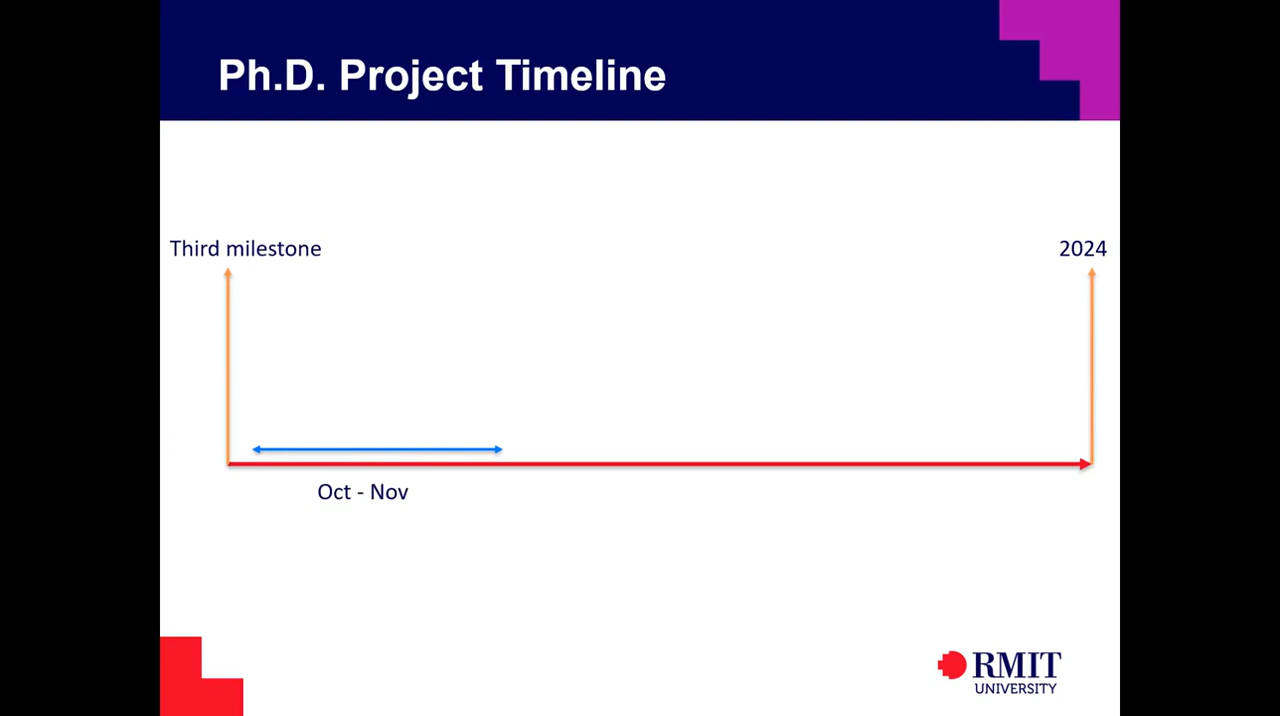 Ph.D. Project Timeline
Third milestone
2024
Oct - Nov
RMIT
UNIVERSITY